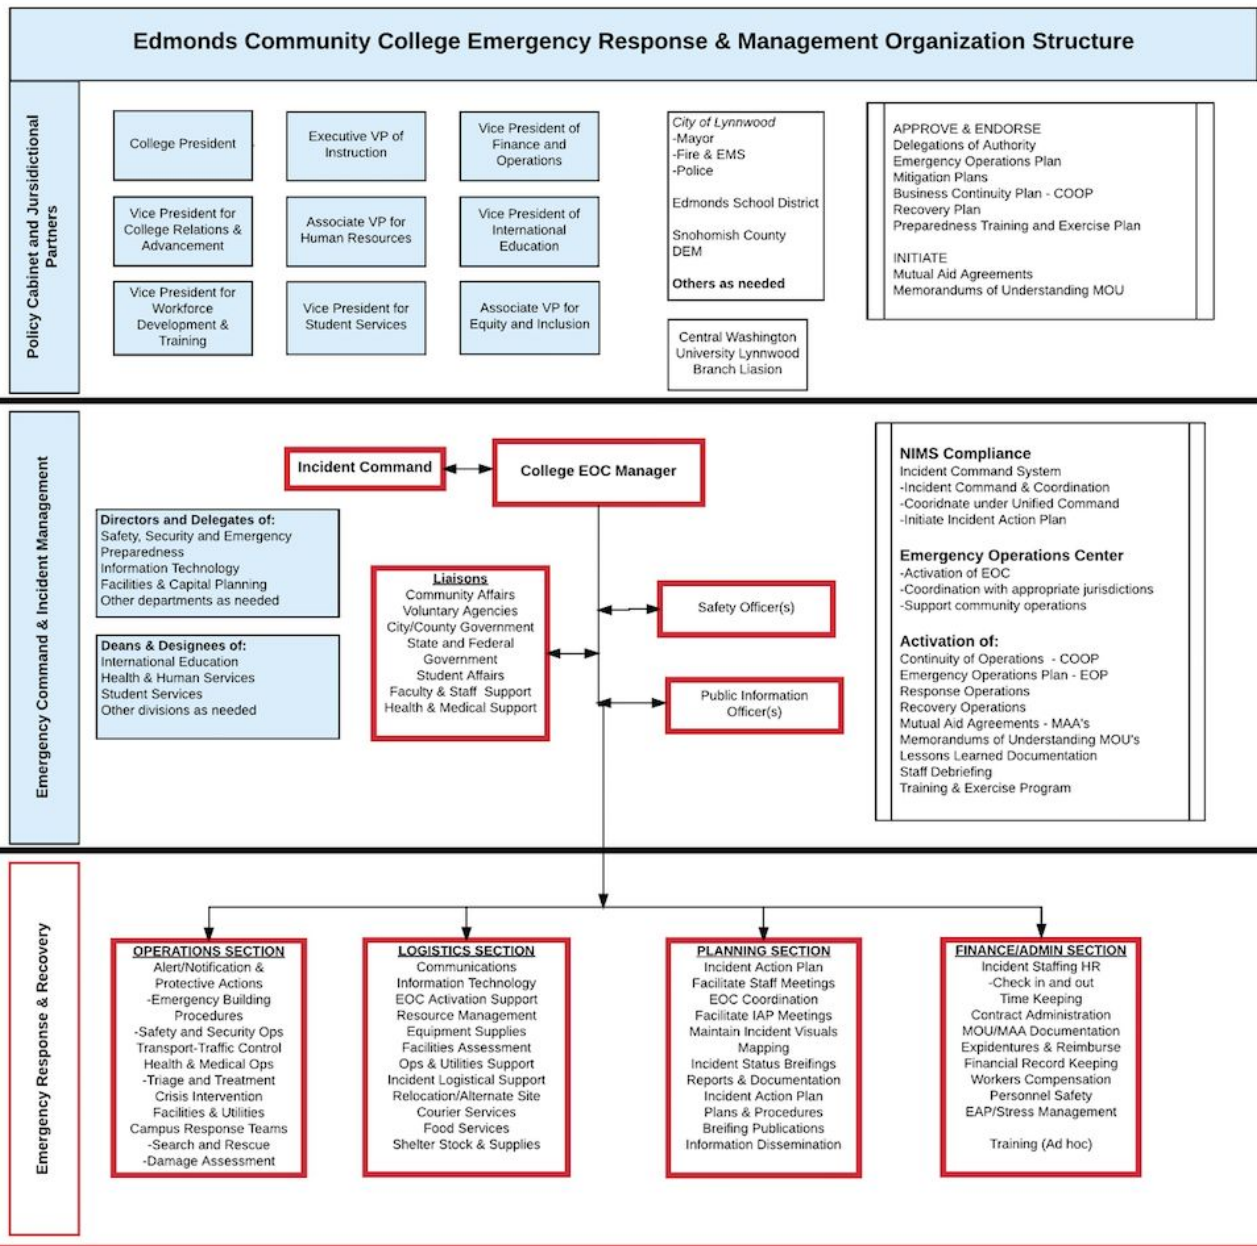 Edmonds Community College Emergency Response & Management Organization Structure
Policy Cabinet and Jursidictional
Partners
College President
Executive VP of
Instruction
Vice President of
Finance and
Operations
Vice President for
College Relations &
Advancement
Associate VP for
Human Resources
Vice President of
International
Education
Vice President for
Workforce
Development &
Training
Vice President for
Student Services
Associate VP for
Equity and Inclusion
City of Lynnwood
-Mayor
-Fire & EMS
-Police
Edmonds School District
Snohomish County
DEM
Others as needed
Central Washington
University Lynnwood
Branch Liasion
APPROVE & ENDORSE
Delegations of Authority
Emergency Operations Plan
Mitigation Plans
Business Continuity Plan - COOP
Recovery Plan
Preparedness Training and Exercise Plan
INITIATE
Mutual Aid Agreements
Memorandums of Understanding MOU
Emergency Command & Incident Management
Incident Command
College EOC Manager
Directors and Delegates of:
Safety, Security and Emergency
Preparedness
Information Technology
Facilities & Capital Planning
Other departments as needed
Deans & Designees of:
International Education
Health & Human Services
Student Services
Other divisions as needed
Liaisons
Community Affairs
Voluntary Agencies
City/County Government
State and Federal
Government
Student Affairs
Faculty & Staff Support
Health & Medical Support
Safety Officer(s)
Public Information
Officer(s)
NIMS Compliance
Incident Command System
-Incident Command & Coordination
-Cooridnate under Unified Command
-Initiate Incident Action Plan
Emergency Operations Center
-Activation of EOC
-Coordination with appropriate jurisdictions
-Support community operations
Activation of:
Continuity of Operations - COOP
Emergency Operations Plan - EOP
Response Operations
Recovery Operations
Mutual Aid Agreements - MAA's
Memorandums of Understanding MOU's
Lessons Learned Documentation
Staff Debriefing
Training & Exercise Program
Emergency Response & Recovery
OPERATIONS SECTION
Alert/Notification &
Protective Actions
-Emergency Building
Procedures
-Safety and Security Ops
Transport-Traffic Control
Health & Medical Ops
-Triage and Treatment
Crisis Intervention
Facilities & Utilities
Campus Response Teams
-Search and Rescue
-Damage Assessment
LOGISTICS SECTION
Communications
Information Technology
EOC Activation Support
Resource Management
Equipment Supplies
Facilities Assessment
Ops & Utilities Support
Incident Logistical Support
Relocation/Alternate Site
Courier Services
Food Services
Shelter Stock & Supplies
PLANNING SECTION
Incident Action Plan
Facilitate Staff Meetings
EOC Coordination
Facilitate IAP Meetings
Maintain Incident Visuals
Mapping
Incident Status Breifings
Reports & Documentation
Incident Action Plan
Plans & Procedures
Breifing Publications
Information Dissemination
FINANCE/ADMIN SECTION
Incident Staffing HR
-Check in and out
Time Keeping
Contract Administration
MOU/MAA Documentation
Expidentures & Reimburse
Financial Record Keeping
Workers Compensation
Personnel Safety
EAP/Stress Management
Training (Ad hoc)